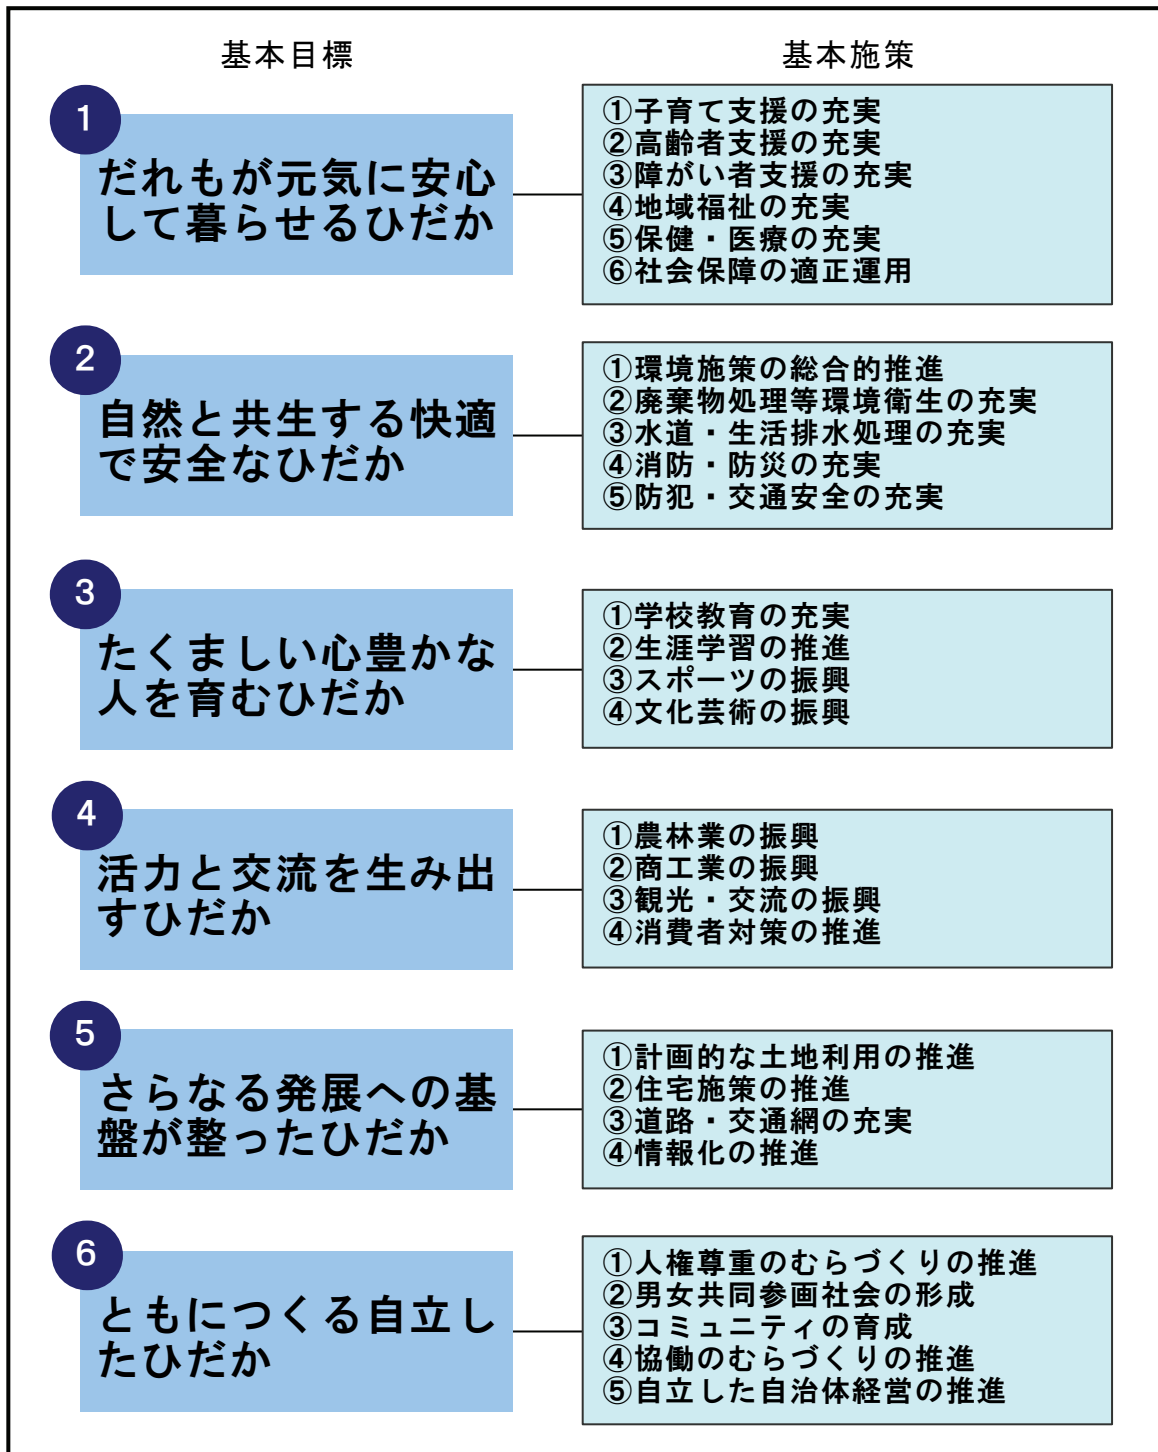 基本目標
基本施策
1
だれもが元気に安心
して暮らせるひだか
①子育て支援の充実
②高齢者支援の充実
③障がい者支援の充実
④地域福祉の充実
⑤保健・医療の充実
⑥社会保障の適正運用
2
自然と共生する快適
で安全なひだか
①環境施策の総合的推進
②廃棄物処理等環境衛生の充実
③水道・生活排水処理の充実
④消防・防災の充実
⑤防犯・交通安全の充実
3
たくましい心豊かな
人を育むひだか
①学校教育の充実
②生涯学習の推進
③スポーツの振興
④文化芸術の振興
4
活力と交流を生み出
すひだか
①農林業の振興
②商工業の振興
③観光・交流の振興
④消費者対策の推進
5
さらなる発展への基
盤が整ったひだか
①計画的な土地利用の推進
②住宅施策の推進
③道路・交通網の充実
④情報化の推進
6
ともにつくる自立し
たひだか
①人権尊重のむらづくりの推進
②男女共同参画社会の形成
③コミュニティの育成
④協働のむらづくりの推進
⑤自立した自治体経営の推進